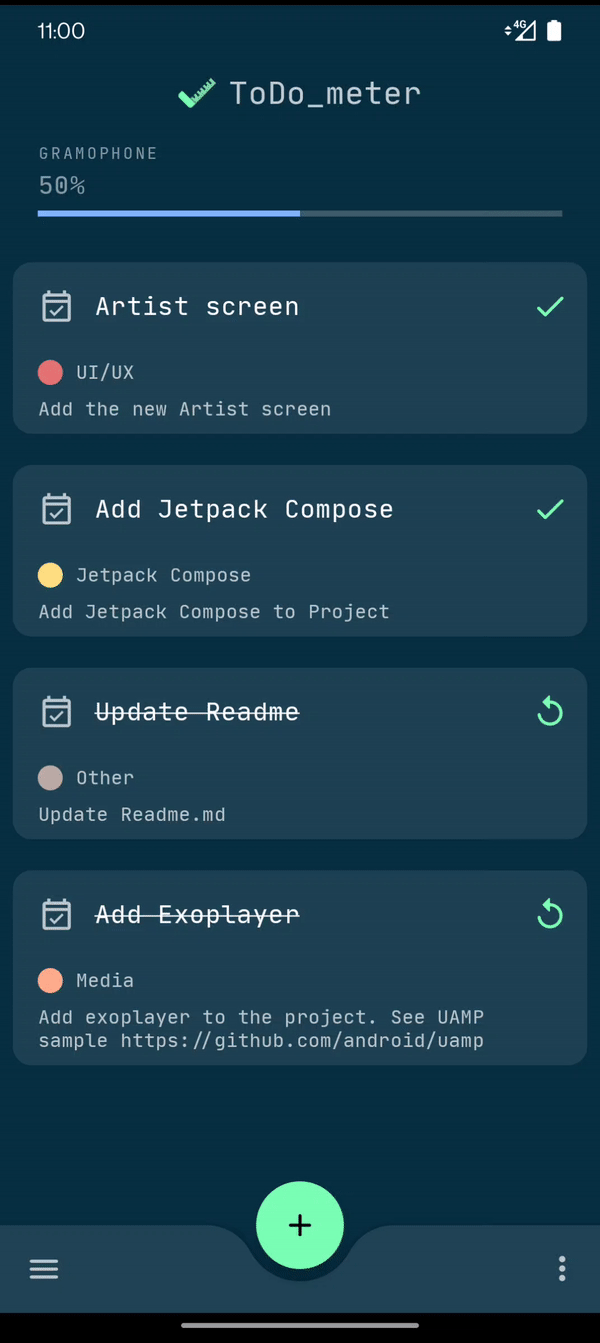 11:00
4G
ToDo_meter
GRAMOPHONE
50%
Artist screen
UI/UX
Add the new Artist screen
Add Jetpack Compose
Jetpack Compose
Add Jetpack Compose to Project
Update Readme
Other
Update Readme.md
Add Exoplayer
Media
Add exoplayer to the project. See UAMP
sample https://github.com/android/uamp